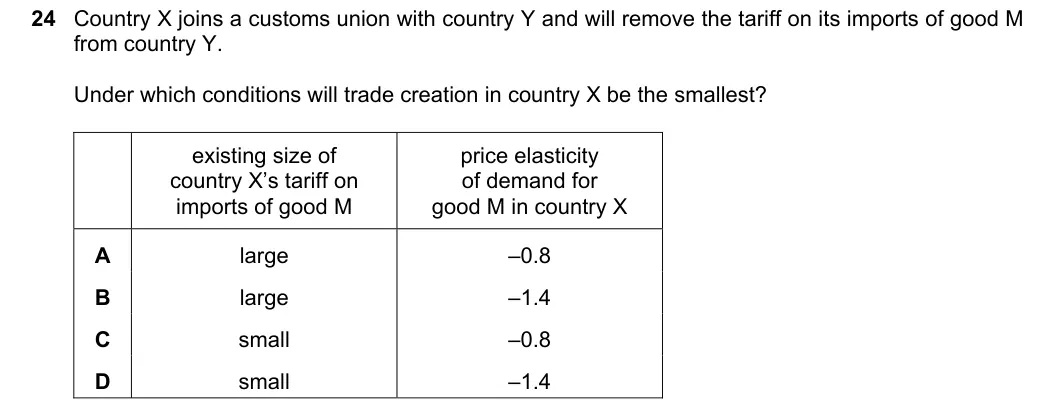 24 Country X joins a customs union with country Y and will remove the tariff on its imports of good M
from country Y.
Under which conditions will trade creation in country X be the smallest?
existing size of country X’s tariff on imports of good M | price elasticity of demand for good M in country X
A large –0.8
B large –1.4
C small –0.8
D small –1.4